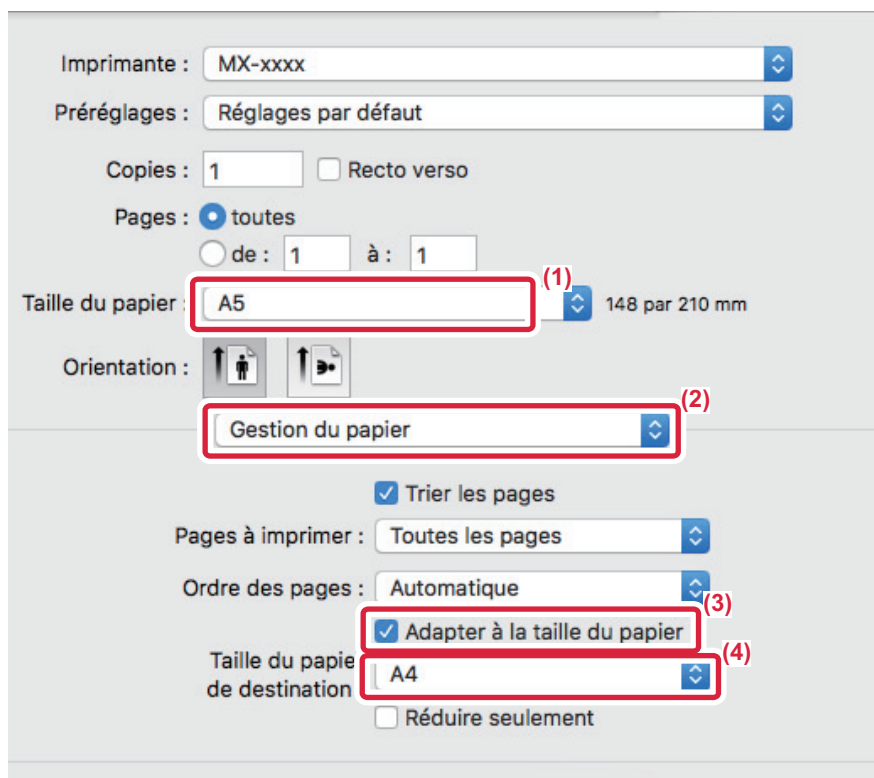 Imprimante : MX-xxxx
Préréglages : Réglages par défaut
Copies : 1 Recto verso
Pages : toutes
de : 1 à : 1
(1)
Taille du papier : A5 148 par 210 mm
Orientation :
(2)
Gestion du papier
Trier les pages
Pages à imprimer : Toutes les pages
Ordre des pages : Automatique
(3)
Adapter à la taille du papier
(4)
Taille du papie
de destination A4
Réduire seulement